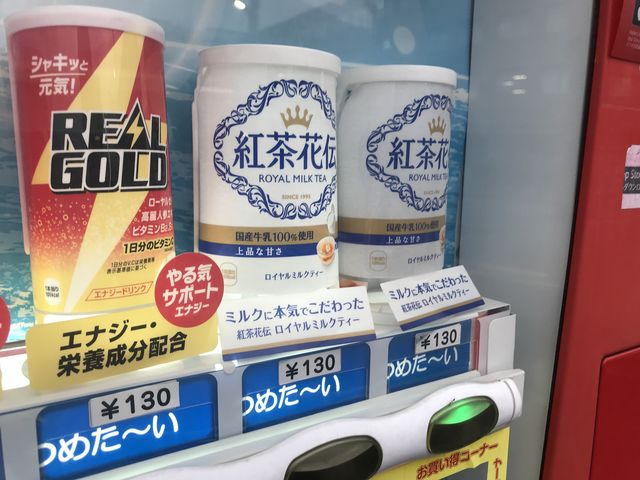 シャキッと
元気!
REAL
GOLD
ローヤルゼ
高麗人参エ
ビタミンB2,B
1日分のビタミン
エナジードリンク
やる気
サポート
エナジー
エナジー・
栄養成分配合
紅茶花伝
ROYAL MILK TEA
SINCE 1992
国産牛乳100%使用
上品な甘さ
ロイヤルミルクティー
紅茶花伝
ROYAL MILK TEA
国産牛乳100%使用
上品な甘さ
ロイヤルミルクティー
ミルクに本気でこだわった
紅茶花伝 ロイヤルミルクティー
ミルクに本気でこだわった
紅茶花伝 ロイヤルミルクティー
¥130
¥130
¥130
つめた~い
つめた~い
つめた~い
お買い得コーナー